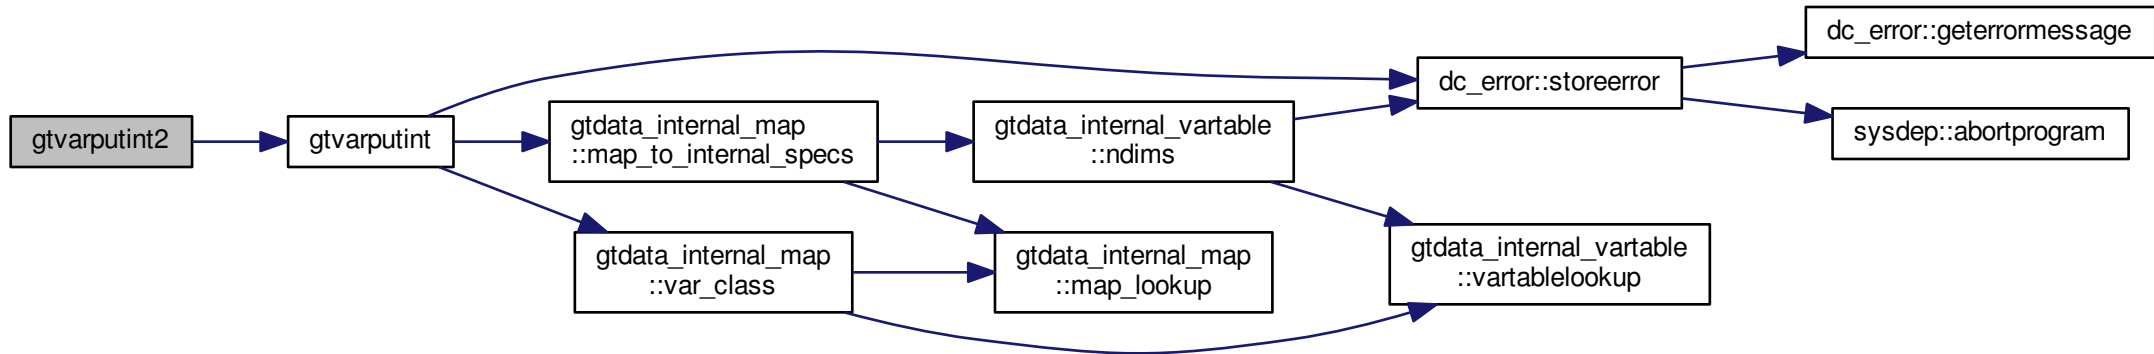 gtvarputint2
gtvarputint
gtdata_internal_map
::map_to_internal_specs
gtdata_internal_map
::var_class
gtdata_internal_vartable
::ndims
gtdata_internal_map
::map_lookup
dc_error::storeerror
gtdata_internal_vartable
::vartablelookup
dc_error::geterrormessage
sysdep::abortprogram